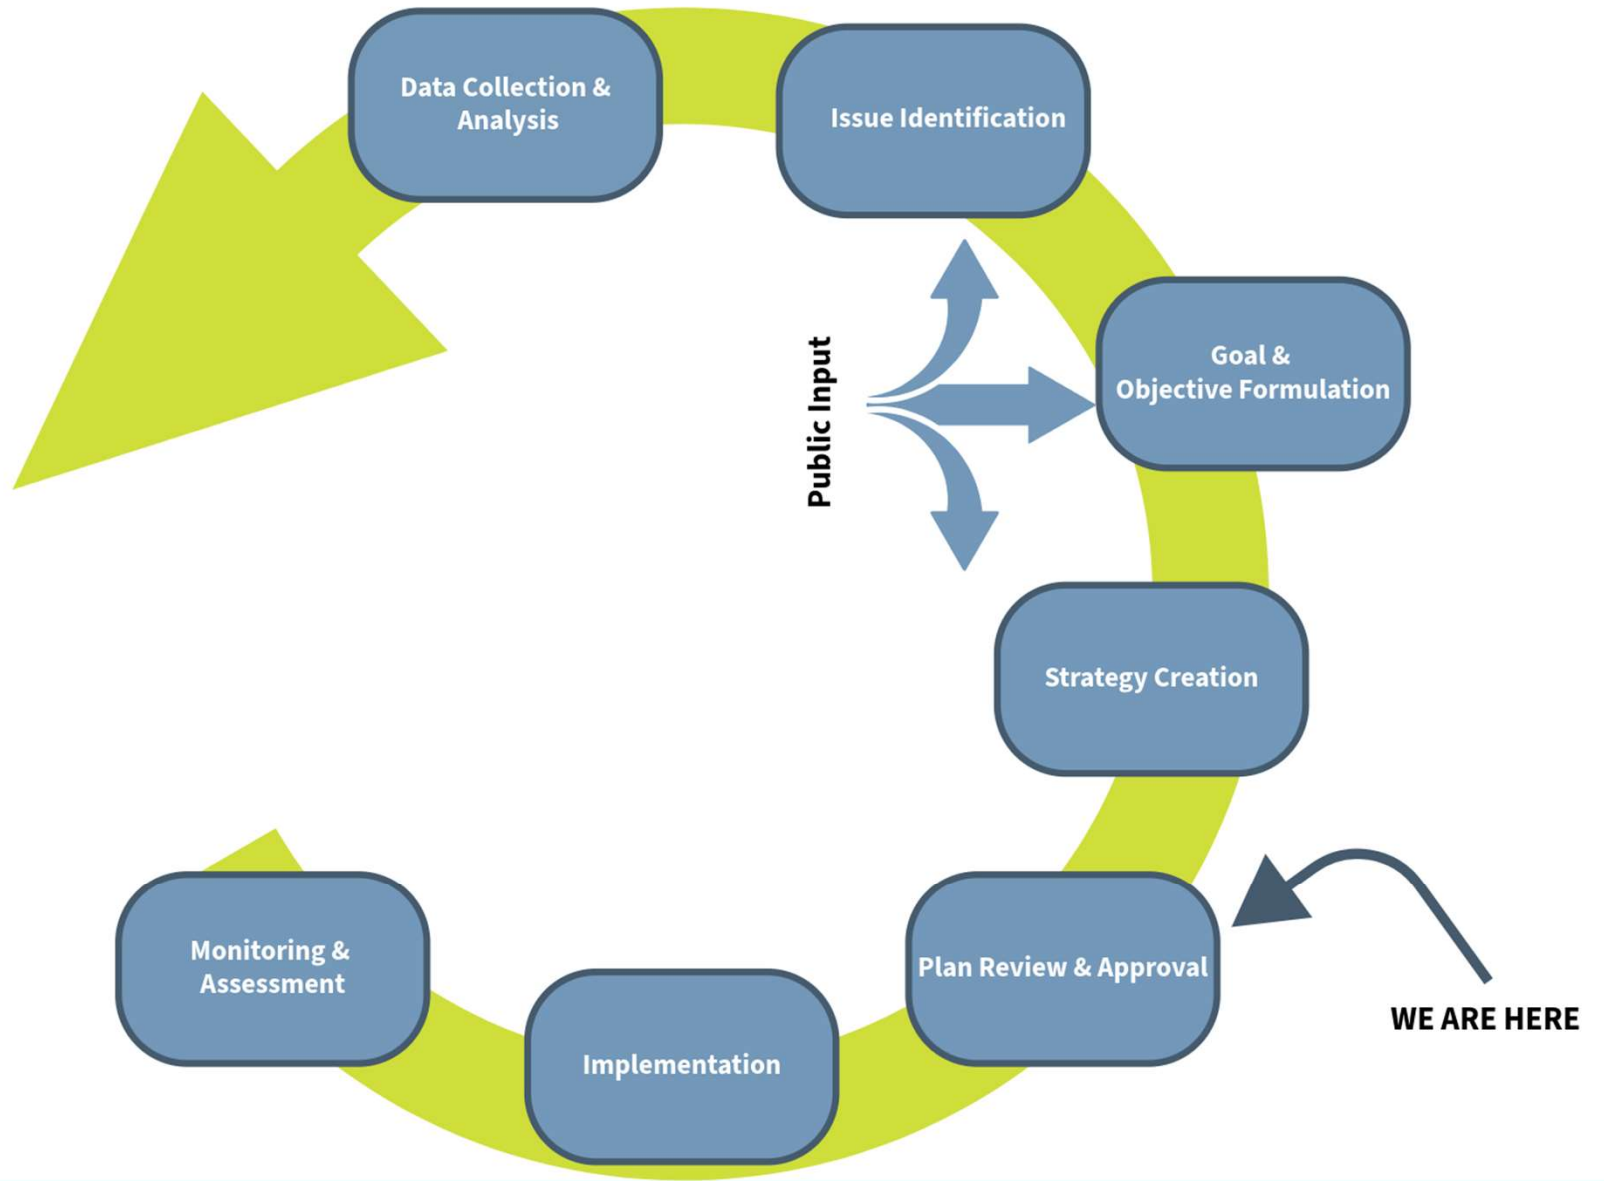 Data Collection &
Analysis
Issue Identification
Goal &
Objective Formulation
Public Input
Strategy Creation
Plan Review & Approval
WE ARE HERE
Implementation
Monitoring &
Assessment